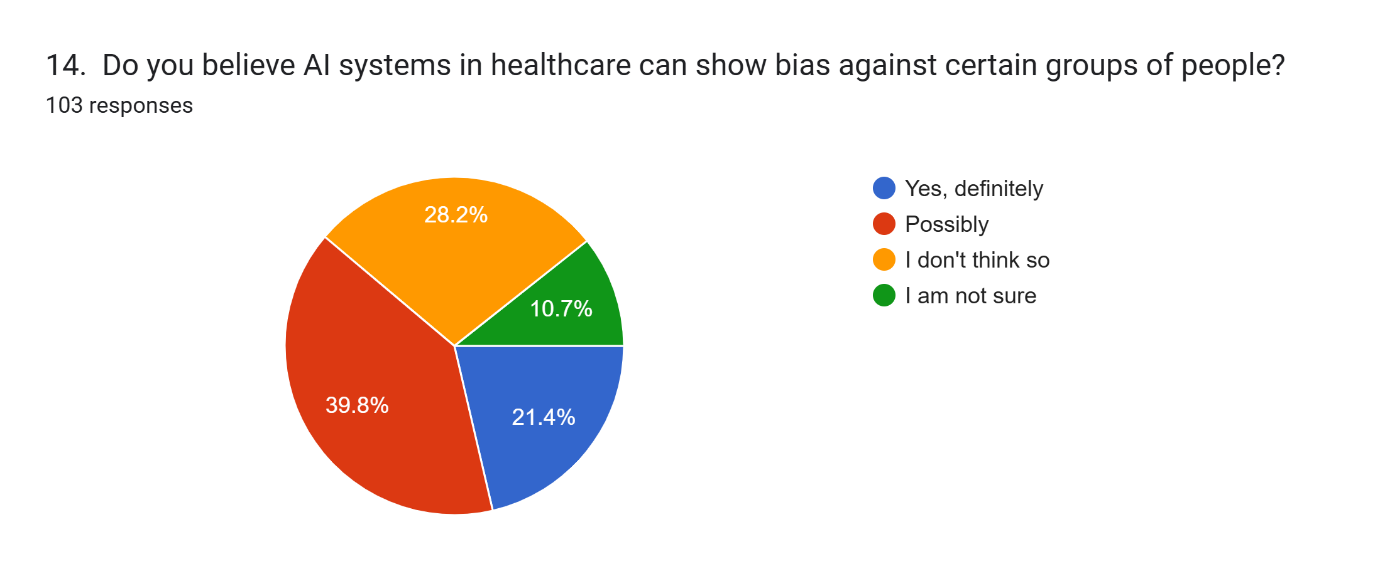 14.  Do you believe AI systems in healthcare can show bias against certain groups of people?
103 responses
28.2%
10.7%
39.8%
21.4%
Yes, definitely
Possibly
I don't think so
I am not sure